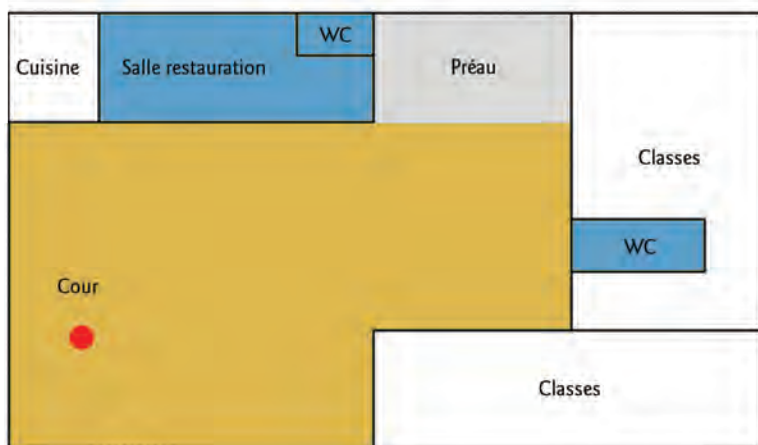 WC
Cuisine
Salle restauration
Préau
Classes
WC
Cour
Classes